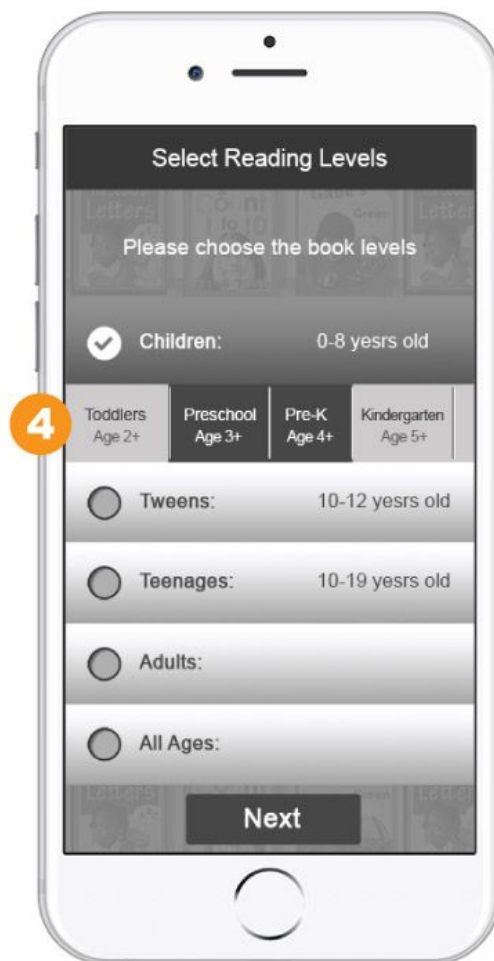 Select Reading Levels
Please choose the book levels
Children: 0-8 yesrs old
4
Toddlers Preschool Pre-K Kindergarten
Age 2+ Age 3+ Age 4+ Age 5+
Tweens: 10-12 yesrs old
Teenages: 10-19 yesrs old
Adults:
All Ages:
Letters
Green
Next